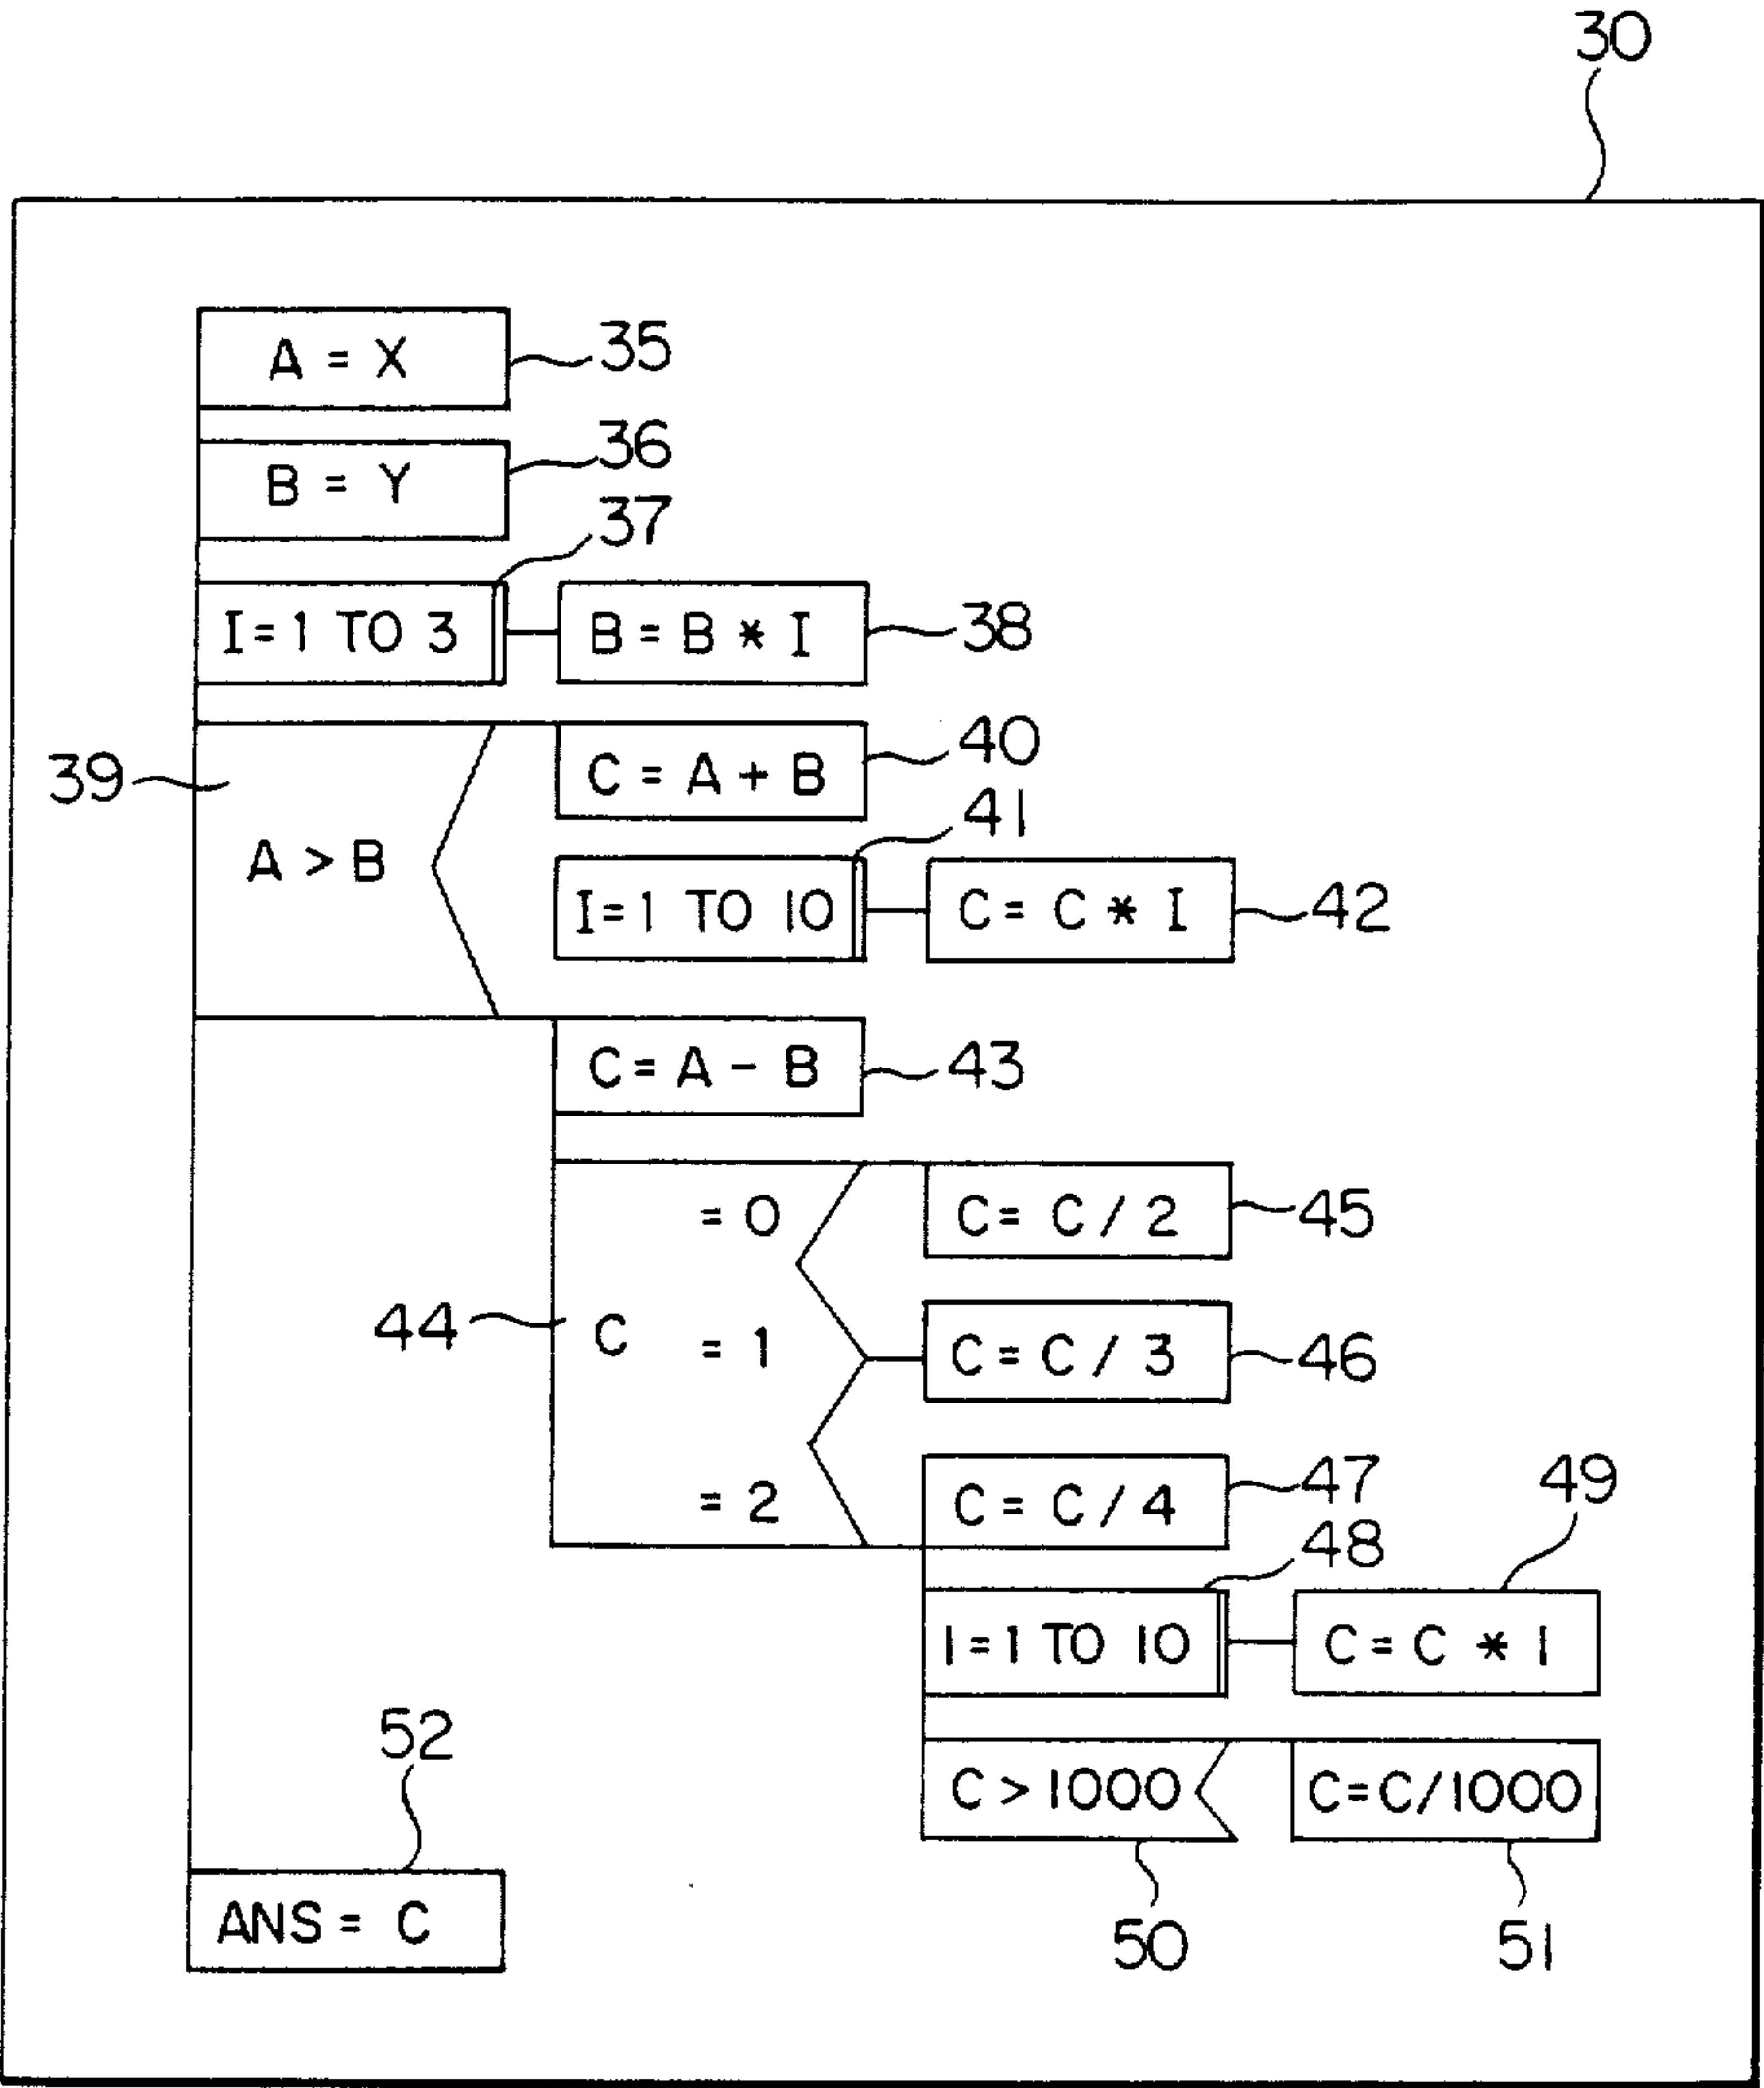 30
A = X
35
B = Y
36
37
I = 1 TO 3
B = B * I
38
39
A > B
C = A + B
40
41
I = 1 TO 10
C = C * I
42
C = A - B
43
44
C
= 0
= 1
= 2
C = C / 2
45
C = C / 3
46
C = C / 4
47
48
49
I = 1 TO 10
C = C * I
C > 1000
C = C/1000
50
51
52
ANS = C